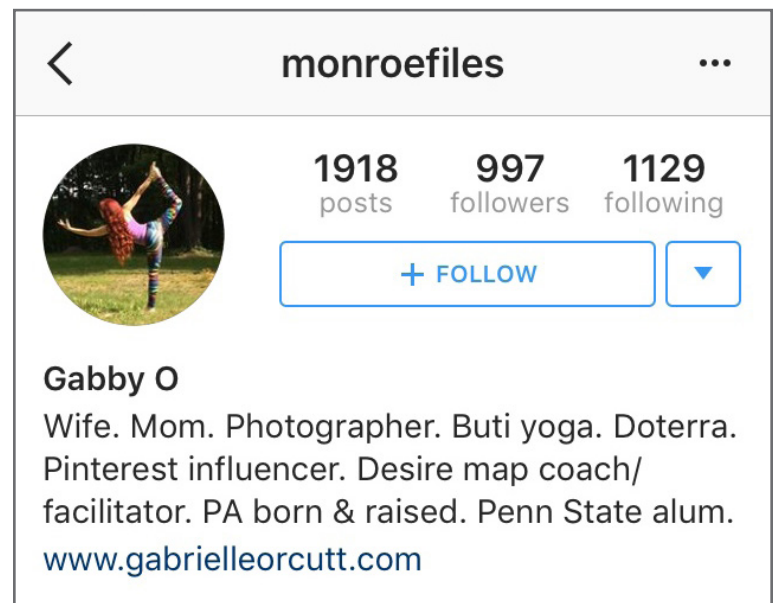 monroefiles
1918 997 1129
posts followers following
+ FOLLOW
Gabby O
Wife. Mom. Photographer. Buti yoga. Doterra.
Pinterest influencer. Desire map coach/
facilitator. PA born & raised. Penn State alum.
www.gabrielleorcutt.com